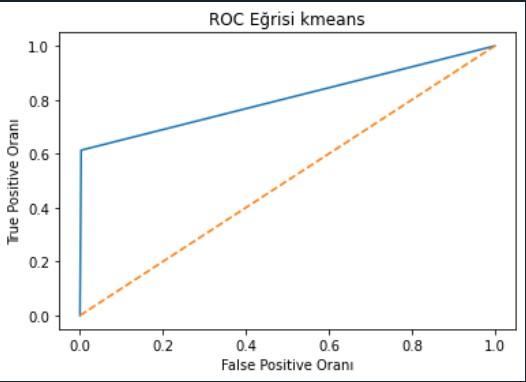 ROC Eğrisi kmeans
1.0
0.8
0.6
0.4
0.2
0.0
True Positive Oranı
0.0 0.2 0.4 0.6 0.8 1.0
False Positive Oranı